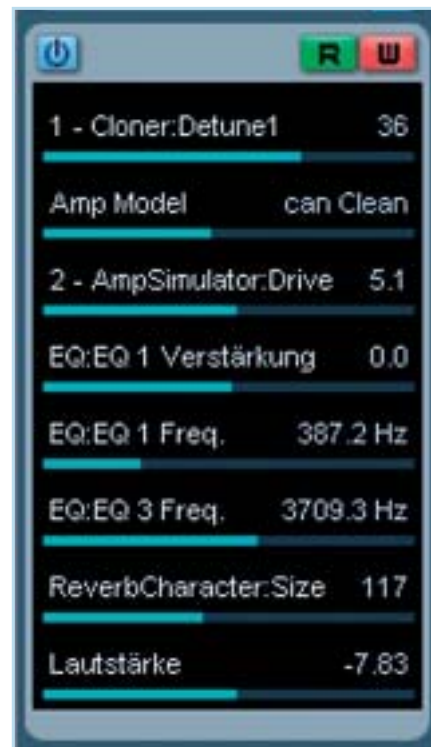 R W
1 - Cloner:Detune1 36
Amp Model can Clean
2 - AmpSimulator:Drive 5.1
EQ:EQ 1 Verstärkung 0.0
EQ:EQ 1 Freq. 387.2 Hz
EQ:EQ 3 Freq. 3709.3 Hz
ReverbCharacter:Size 117
Lautstärke -7.83